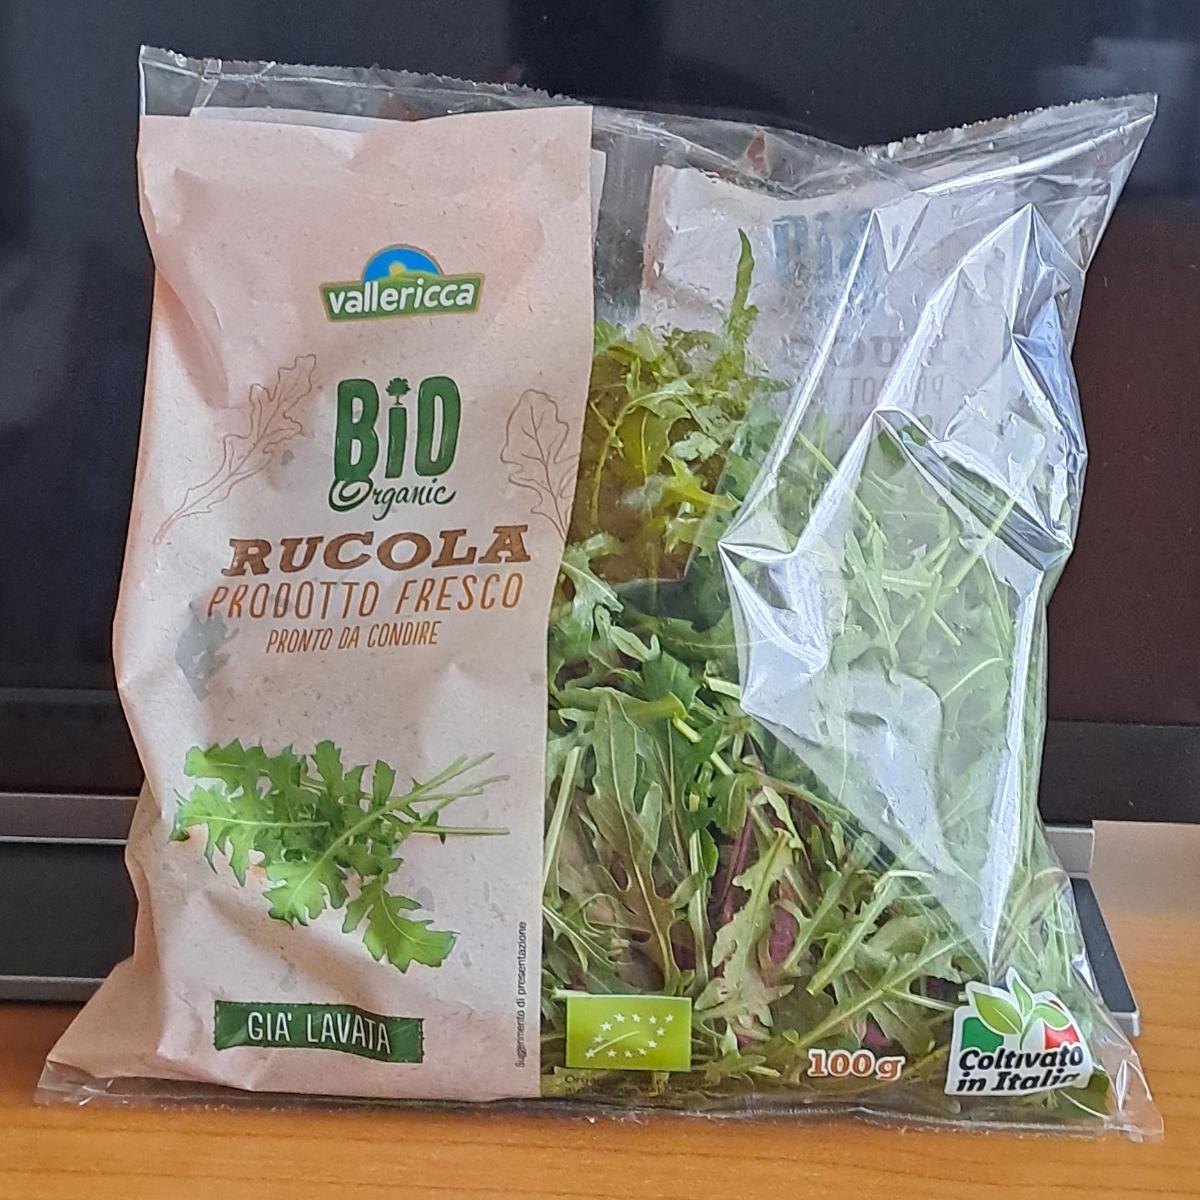 vallericca
BiO
Organic
RUCOLA
PRODOTTO FRESCO
PRONTO DA CONDIRE
GIA' LAVATA
Suggerimento di presentazione
100g
Coltivato
in Italia